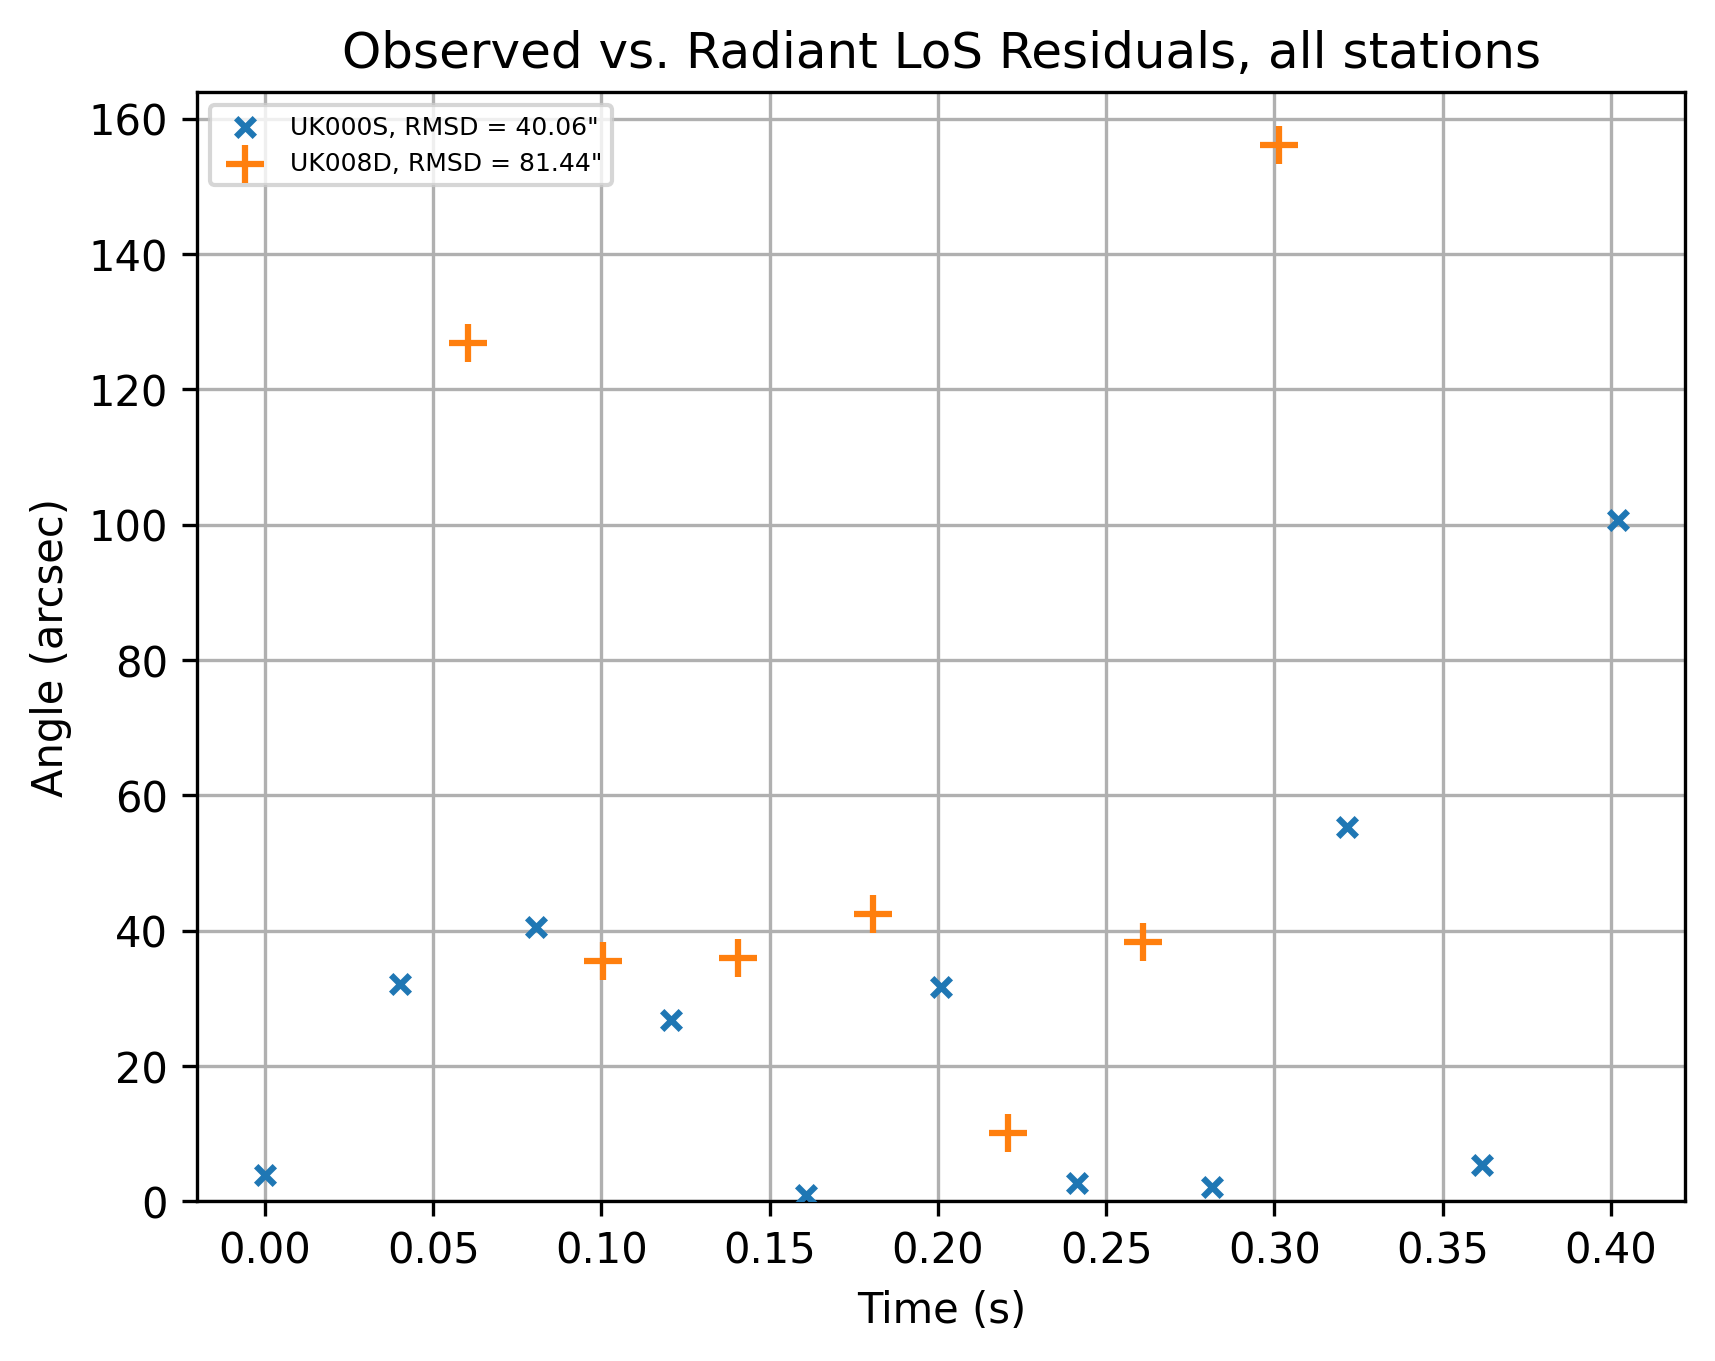 Observed vs. Radiant LoS Residuals, all stations
UK000S, RMSD = 40.06"
UK008D, RMSD = 81.44"
160
140
120
100
80
60
40
20
0
Angle (arcsec)
0.00 0.05 0.10 0.15 0.20 0.25 0.30 0.35 0.40
Time (s)